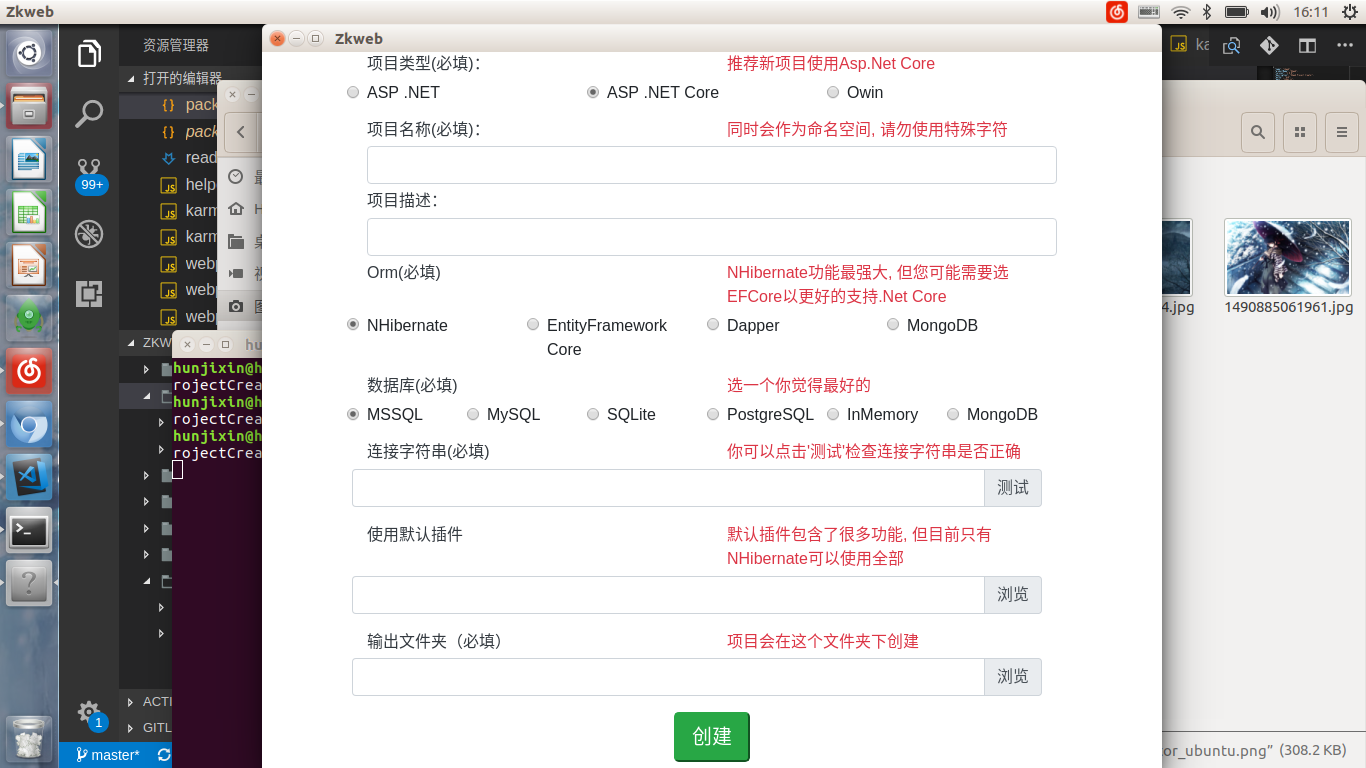 Zkweb
16:11
资源管理器
打开的编辑器
pack
pack
read
help
karm
karm
web
web
web
99+
ZKW
ACTI
GITL
1
master*
ka
hunjixin@h
rojectCrea
hunjixin@h
rojectCrea
hunjixin@h
rojectCrea
Zkweb
项目类型(必填):
推荐新项目使用Asp.Net Core
ASP .NET
ASP .NET Core
Owin
项目名称(必填):
同时会作为命名空间, 请勿使用特殊字符
项目描述:
Orm(必填)
NHibernate功能最强大, 但您可能需要选
EFCore以更好的支持.Net Core
NHibernate
EntityFramework
Core
Dapper
MongoDB
数据库(必填)
选一个你觉得最好的
MSSQL
MySQL
SQLite
PostgreSQL
InMemory
MongoDB
连接字符串(必填)
你可以点击'测试'检查连接字符串是否正确
测试
使用默认插件
默认插件包含了很多功能, 但目前只有
NHibernate可以使用全部
浏览
输出文件夹（必填）
项目会在这个文件夹下创建
浏览
创建
4.jpg
1490885061961.jpg
or_ubuntu.png” (308.2 KB)